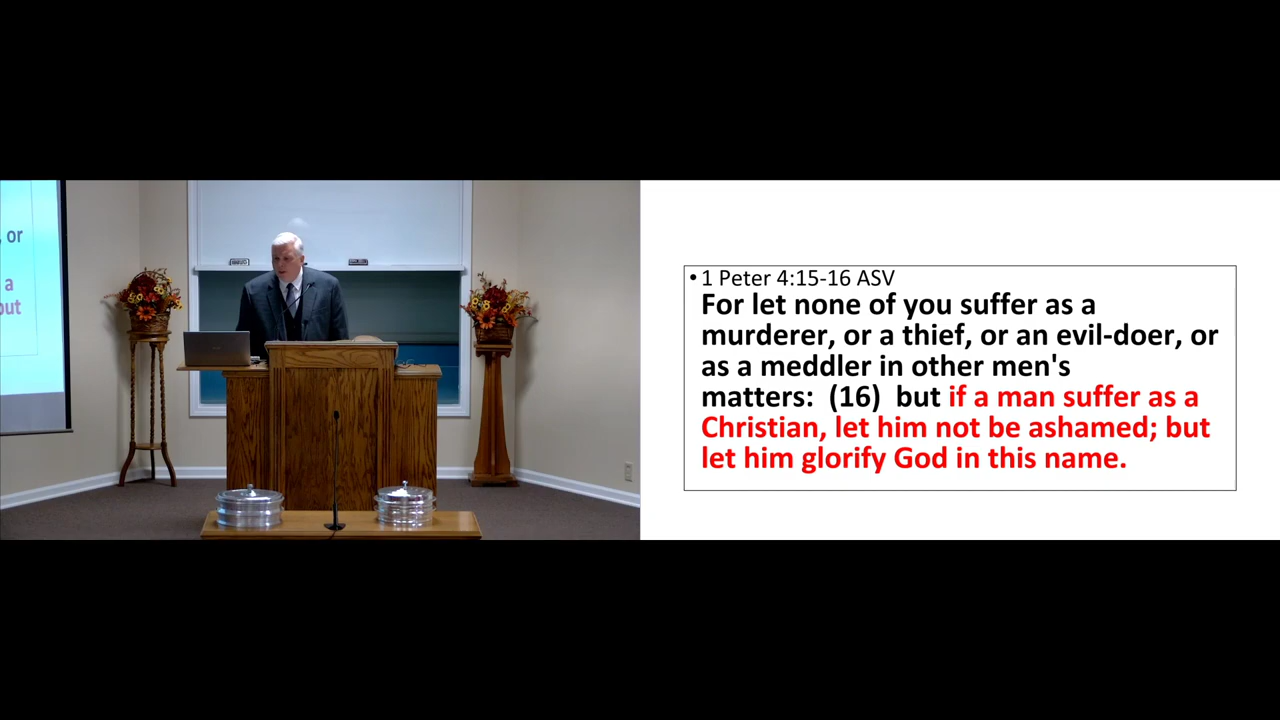 , or
a
but
• 1 Peter 4:15-16 ASV
For let none of you suffer as a
murderer, or a thief, or an evil-doer, or
as a meddler in other men's
matters: (16) but if a man suffer as a
Christian, let him not be ashamed; but
let him glorify God in this name.